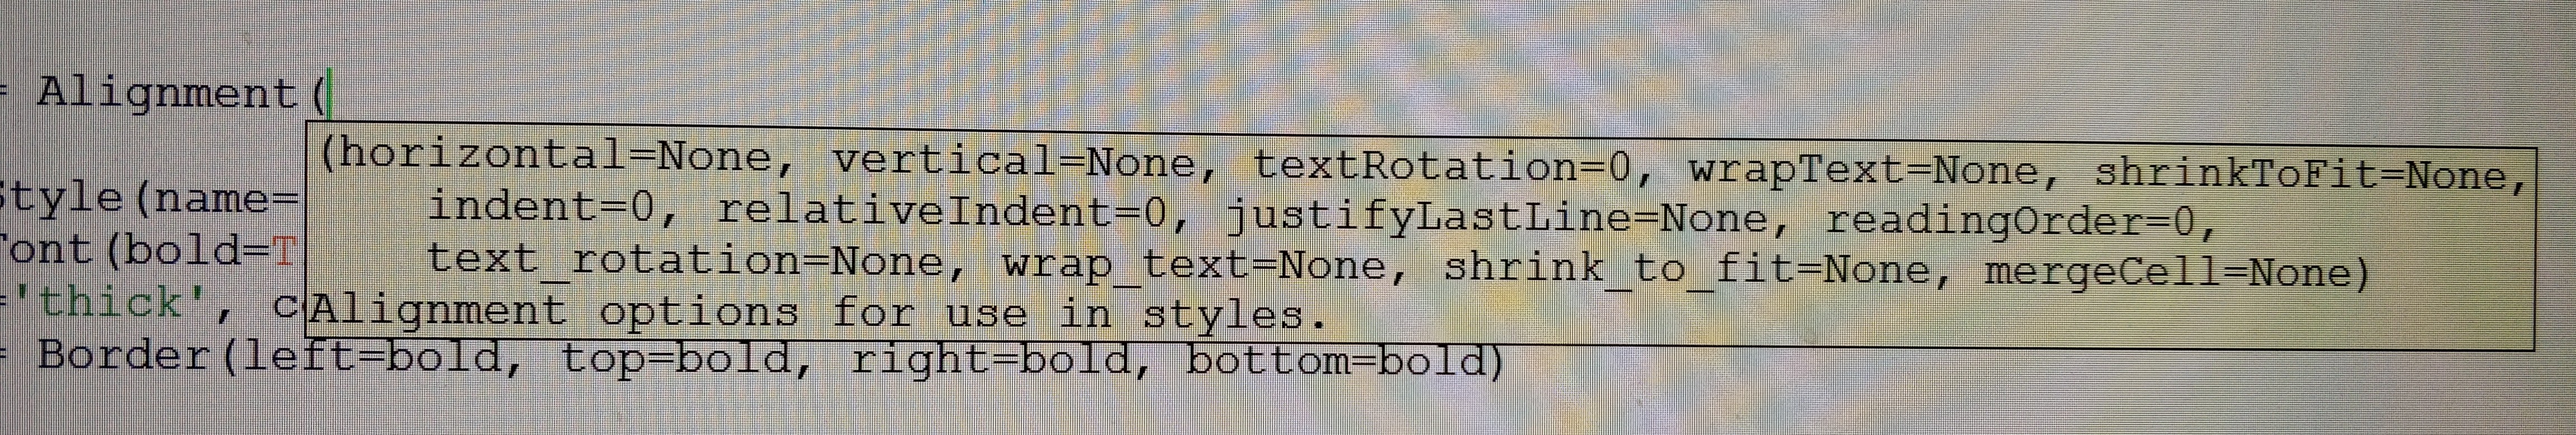 = Alignment(
(horizontal=None, vertical=None, textRotation=0, wrapText=None, shrinkToFit=None,
Style(name=
indent=0, relativeIndent=0, justifyLastLine=None, readingOrder=0,
Font(bold=T
text_rotation=None, wrap_text=None, shrink_to_fit=None, mergeCell=None)
='thick', c
Alignment options for use in styles.
= Border(left=bold, top=bold, right=bold, bottom=bold)